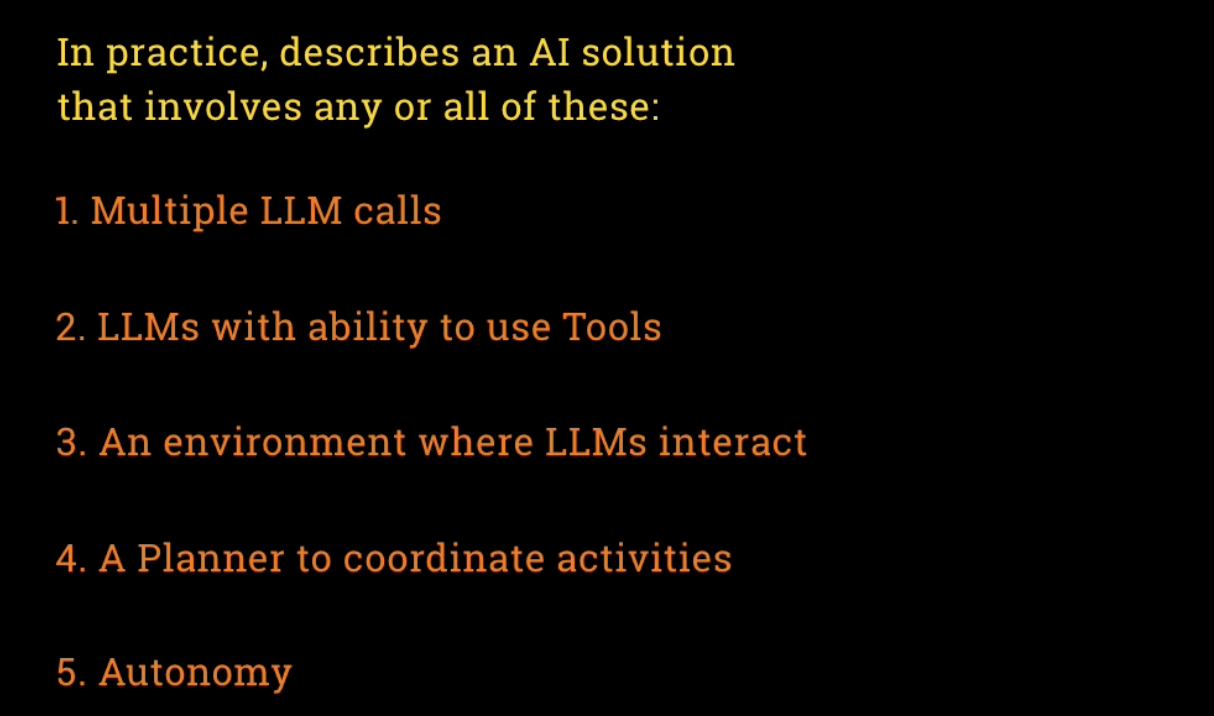 In practice, describes an AI solution
that involves any or all of these:
1. Multiple LLM calls
2. LLMs with ability to use Tools
3. An environment where LLMs interact
4. A Planner to coordinate activities
5. Autonomy